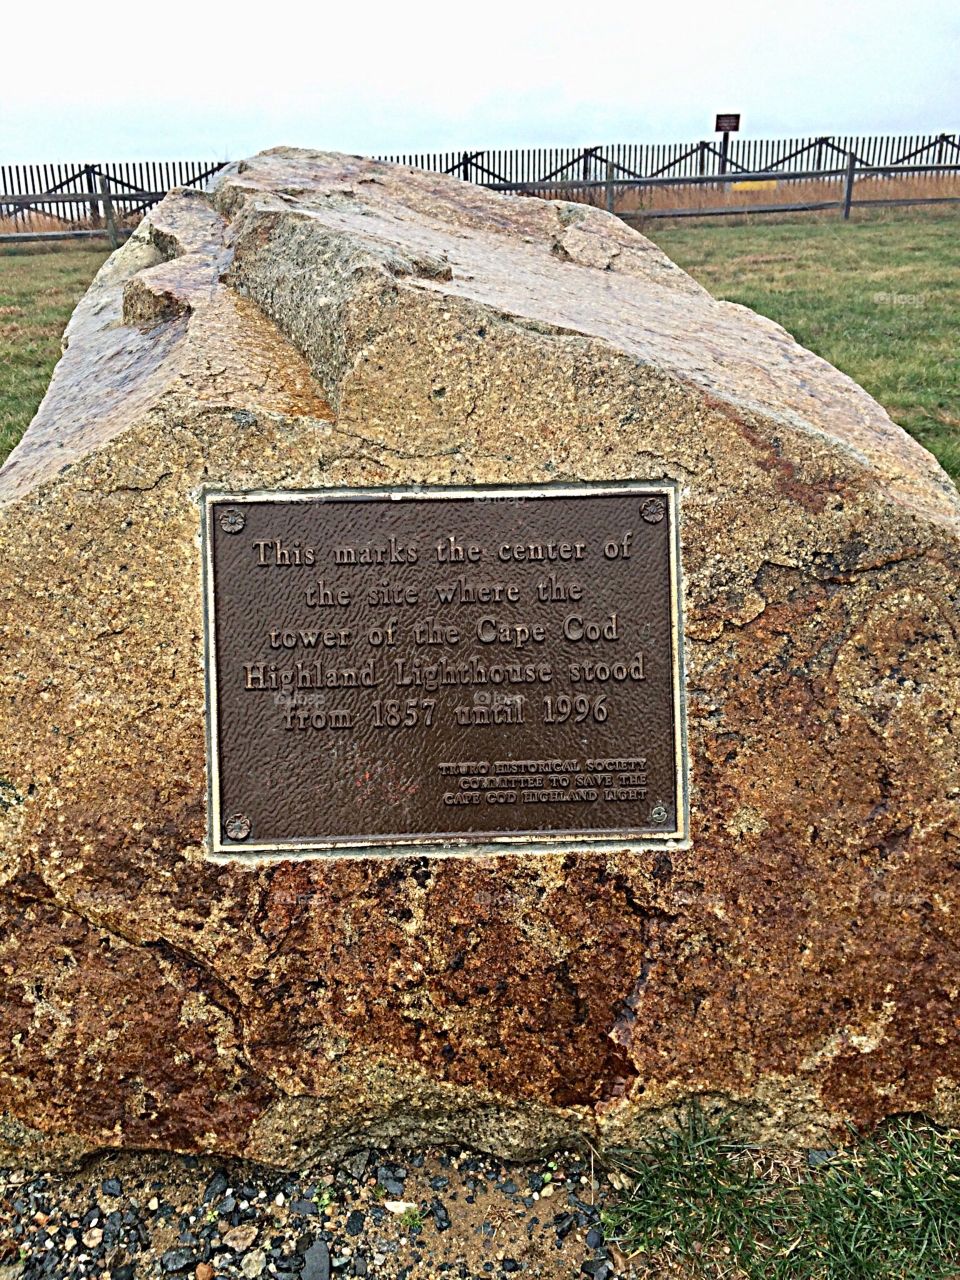 This marks the center of
the site where the
tower of the Cape Cod
Highland Lighthouse stood
from 1857 until 1996
TRURO HISTORICAL SOCIETY
COMMITTEE TO SAVE THE
CAPE COD HIGHLAND LIGHT